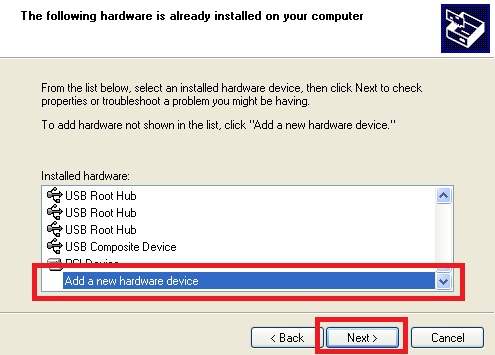 The following hardware is already installed on your computer
From the list below, select an installed hardware device, then click Next to check
properties or troubleshoot a problem you might be having.
To add hardware not shown in the list, click "Add a new hardware device."
Installed hardware:
USB Root Hub
USB Root Hub
USB Root Hub
USB Composite Device
PCI Device
Add a new hardware device
< Back
Next >
Cancel